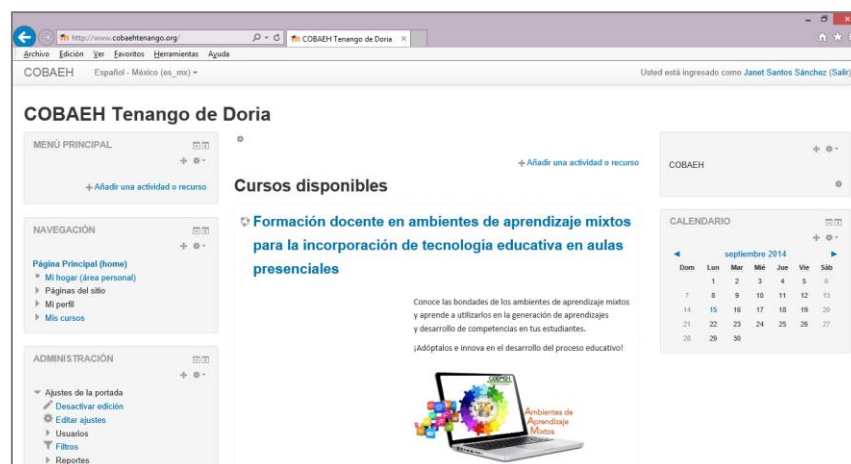 http://www.cobaehtenango.org/
COBAEH Tenango de Doria
Archivo Edición Ver Favoritos Herramientas Ayuda
COBAEH Español - México (es_mx)
Usted está ingresado como Janet Santos Sánchez (Salir)
COBAEH Tenango de Doria
MENÚ PRINCIPAL
Añadir una actividad o recurso
NAVEGACIÓN
Página Principal (home)
Mi hogar (área personal)
Páginas del sitio
Mi perfil
Mis cursos
ADMINISTRACIÓN
Ajustes de la portada
Desactivar edición
Editar ajustes
Usuarios
Filtros
Reportes
Añadir una actividad o recurso
Cursos disponibles
Formación docente en ambientes de aprendizaje mixtos
para la incorporación de tecnología educativa en aulas
presenciales
Conoce las bondades de los ambientes de aprendizaje mixtos
y aprende a utilizarlos en la generación de aprendizajes
y desarrollo de competencias en tus estudiantes.
¡Adóptalos e innova en el desarrollo del proceso educativo!
COBAEH
Ambientes de
Aprendizaje
Mixtos
COBAEH
CALENDARIO
septiembre 2014
Dom Lun Mar Mié Jue Vie Sáb
1 2 3 4 5 6
7 8 9 10 11 12 13
14 15 16 17 18 19 20
21 22 23 24 25 26 27
28 29 30